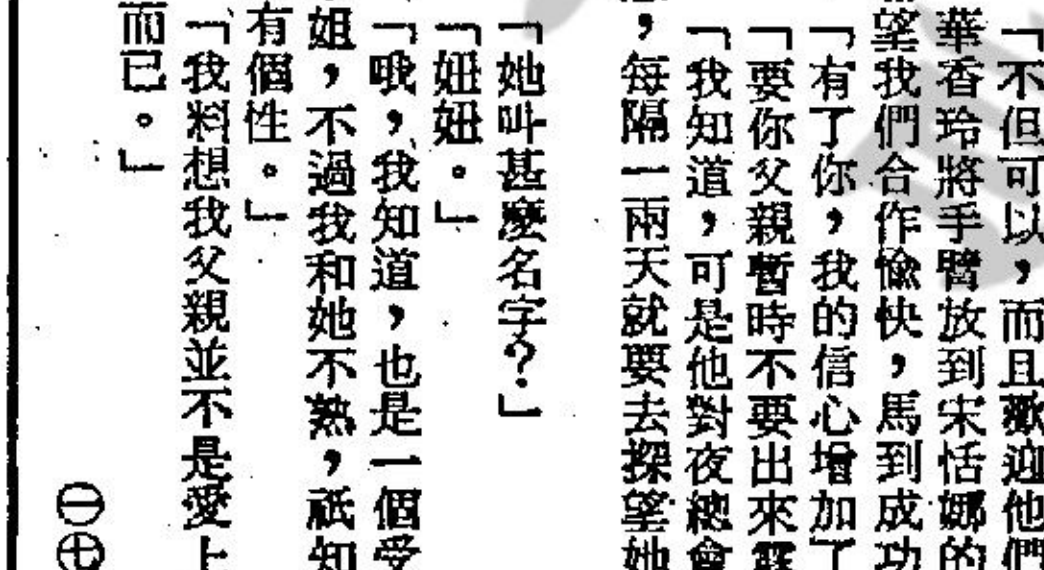 「不但可以，而且歡迎他們
華香玲將手臂放到宋恬娜的
望我們合作愉快，馬到成功
「有了你，我的信心增加了
「要你父親暫時不要出來露
「我知道，可是他對夜總會
，每隔一兩天就要去探望她
「她叫甚麼名字？」
「妞妞。」
「哦，我知道，也是一個受
姐，不過我和她不熟，祇知
有個性。」
「我料想我父親並不是愛上
而已。」
㊀㊆